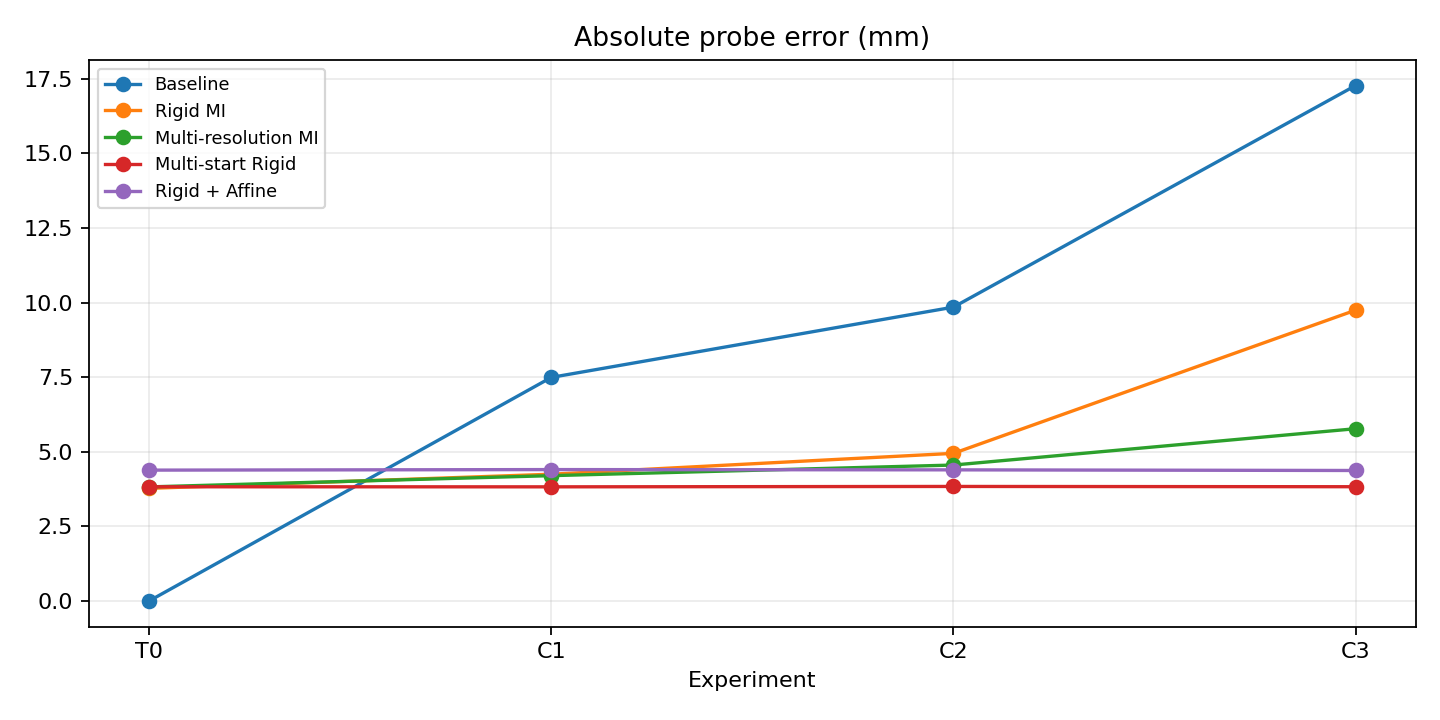 Absolute probe error (mm)
17.5
15.0
12.5
10.0
7.5
5.0
2.5
0.0
Baseline
Rigid MI
Multi-resolution MI
Multi-start Rigid
Rigid + Affine
T0 C1 C2 C3
Experiment